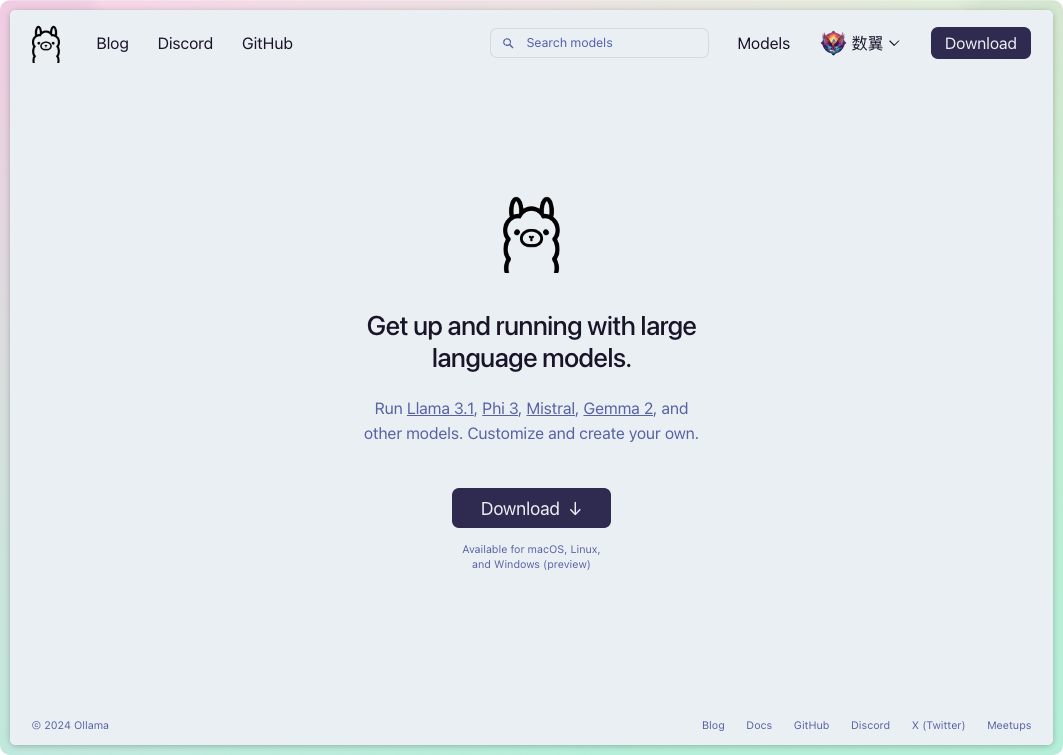 Blog Discord GitHub Search models Models 数翼 Download
Get up and running with large
language models.
Run Llama 3.1, Phi 3, Mistral, Gemma 2, and
other models. Customize and create your own.
Download ↓
Available for macOS, Linux,
and Windows (preview)
© 2024 Ollama Blog Docs GitHub Discord X (Twitter) Meetups